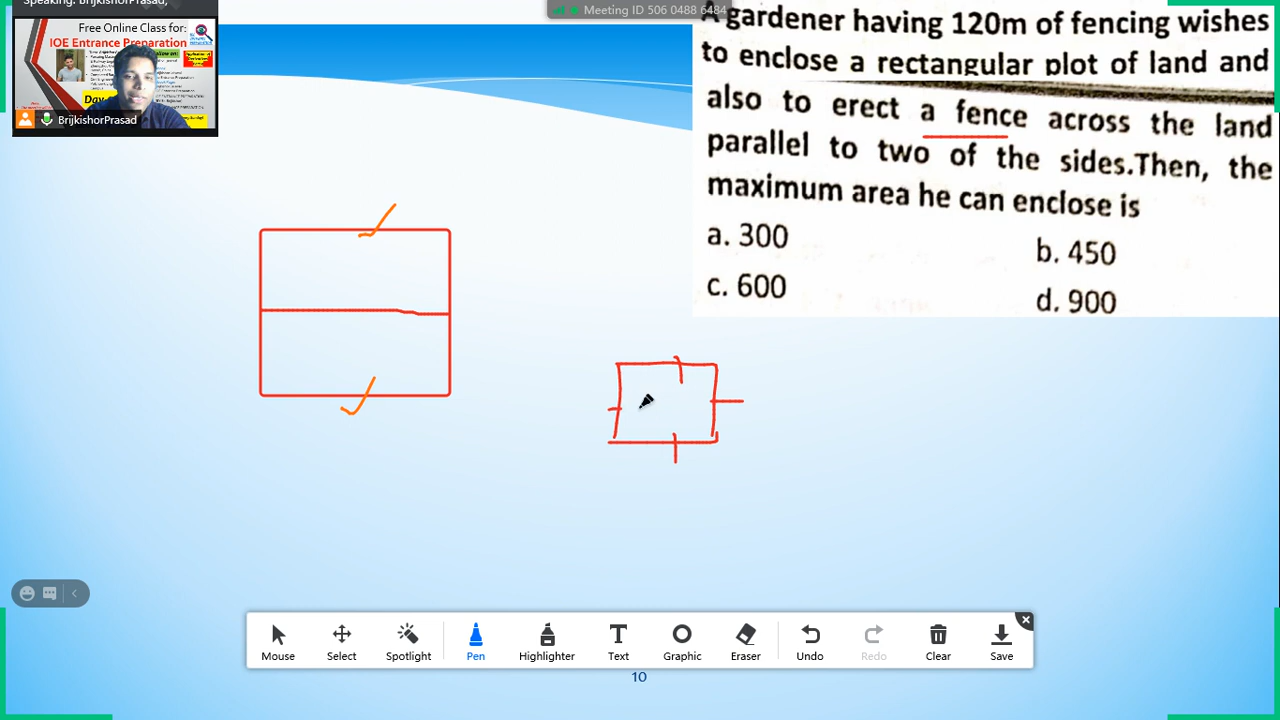 Speaking: BrijkishorPrasad,
Meeting ID 506 0488 6484
Free Online Class for:
IOE Entrance Preparation
BrijkishorPrasad
A gardener having 120m of fencing wishes
to enclose a rectangular plot of land and
also to erect a fence across the land
parallel to two of the sides.Then, the
maximum area he can enclose is
a. 300
b. 450
c. 600
d. 900
Mouse
Select
Spotlight
Pen
Highlighter
Text
Graphic
Eraser
Undo
Redo
Clear
Save
10